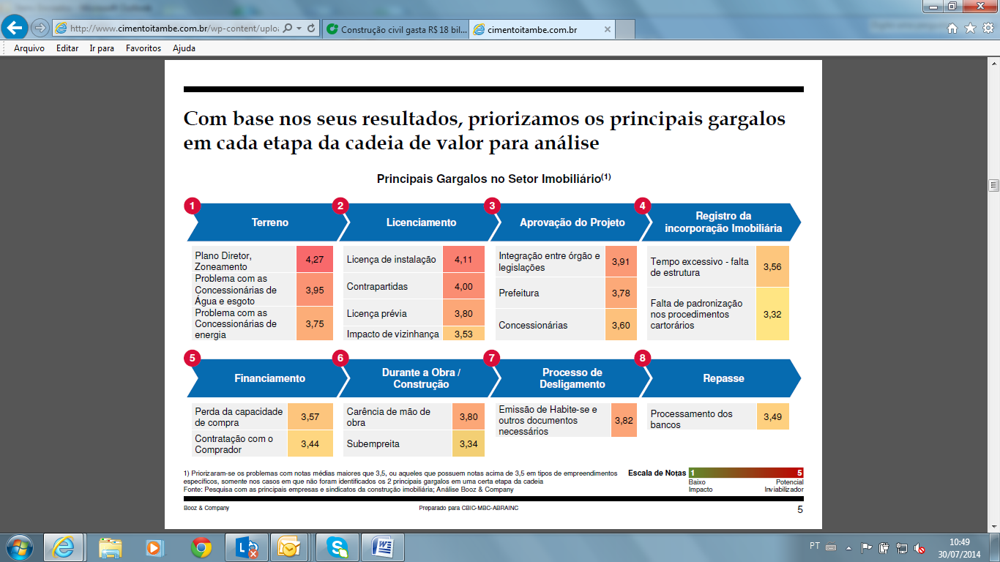 http://www.cimentoitambe.com.br/wp-content/uploa
Construção civil gasta R$ 18 bil...
cimentoitambe.com.br
Arquivo Editar Ir para Favoritos Ajuda
Com base nos seus resultados, priorizamos os principais gargalos
em cada etapa da cadeia de valor para análise
Principais Gargalos no Setor Imobiliário(1)
1
Terreno
2
Licenciamento
3
Aprovação do Projeto
4
Registro da
incorporação Imobiliária
Plano Diretor,
Zoneamento
4,27
Problema com as
Concessionárias de
Água e esgoto
3,95
Problema com as
Concessionárias de
energia
3,75
Licença de instalação
4,11
Contrapartidas
4,00
Licença prévia
3,80
Impacto de vizinhança
3,53
Integração entre órgão e
legislações
3,91
Prefeitura
3,78
Concessionárias
3,60
Tempo excessivo - falta
de estrutura
3,56
Falta de padronização
nos procedimentos
cartorários
3,32
5
Financiamento
6
Durante a Obra /
Construção
7
Processo de
Desligamento
8
Repasse
Perda da capacidade
de compra
3,57
Contratação com o
Comprador
3,44
Carência de mão de
obra
3,80
Subempreita
3,34
Emissão de Habite-se e
outros documentos
necessários
3,82
Processamento dos
bancos
3,49
1) Priorizaram-se os problemas com notas médias maiores que 3,5, ou aqueles que possuem notas acima de 3,5 em tipos de empreendimentos
específicos, somente nos casos em que não foram identificados os 2 principais gargalos em uma certa etapa da cadeia
Fonte: Pesquisa com as principais empresas e sindicatos da construção imobiliária; Análise Booz & Company
Escala de Notas
1
5
Baixo
Impacto
Potencial
Inviabilizador
Booz & Company
Preparado para CBIC-MBC-ABRAINC
5
PT
10:49
30/07/2014